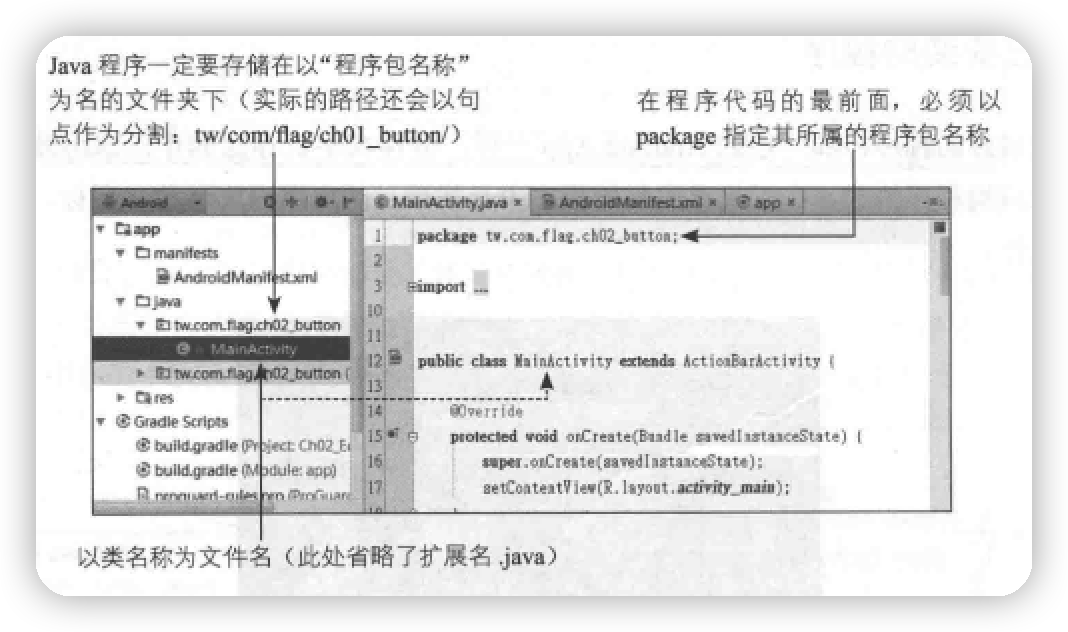 Java 程序一定要存储在以“程序包名称”
为名的文件夹下（实际的路径还会以句
点作为分割：tw/com/flag/ch01_button/）
在程序代码的最前面，必须以
package 指定其所属的程序包名称
Android
MainActivity.java ×
AndroidManifest.xml ×
app ×
app
manifests
AndroidManifest.xml
java
tw.com.flag.ch02_button
MainActivity
tw.com.flag.ch02_button (
res
Gradle Scripts
build.gradle (Project: Ch02_E
build.gradle (Module: app)
proguard-rules.pro (ProGuar
1 package tw.com.flag.ch02_button;
2
3 import ...
10
11
12 public class MainActivity extends ActionBarActivity {
13
14 @Override
15 protected void onCreate(Bundle savedInstanceState) {
16 super.onCreate(savedInstanceState);
17 setContentView(R.layout.activity_main);
18 }
以类名称为文件名（此处省略了扩展名 .java）